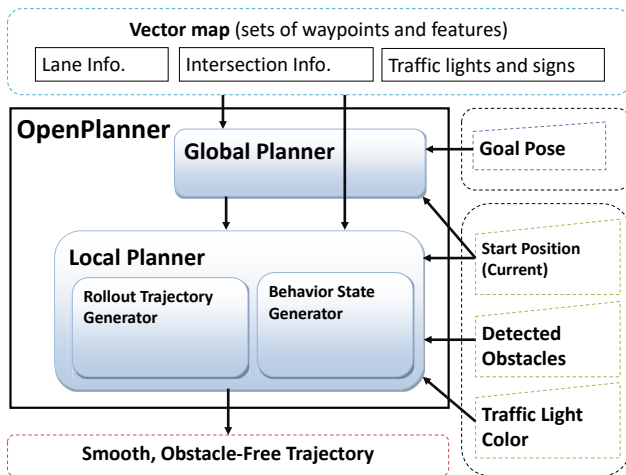 Vector map (sets of waypoints and features)
Lane Info.
Intersection Info.
Traffic lights and signs
OpenPlanner
Global Planner
Goal Pose
Local Planner
Rollout Trajectory
Generator
Behavior State
Generator
Start Position
(Current)
Detected
Obstacles
Traffic Light
Color
Smooth, Obstacle-Free Trajectory